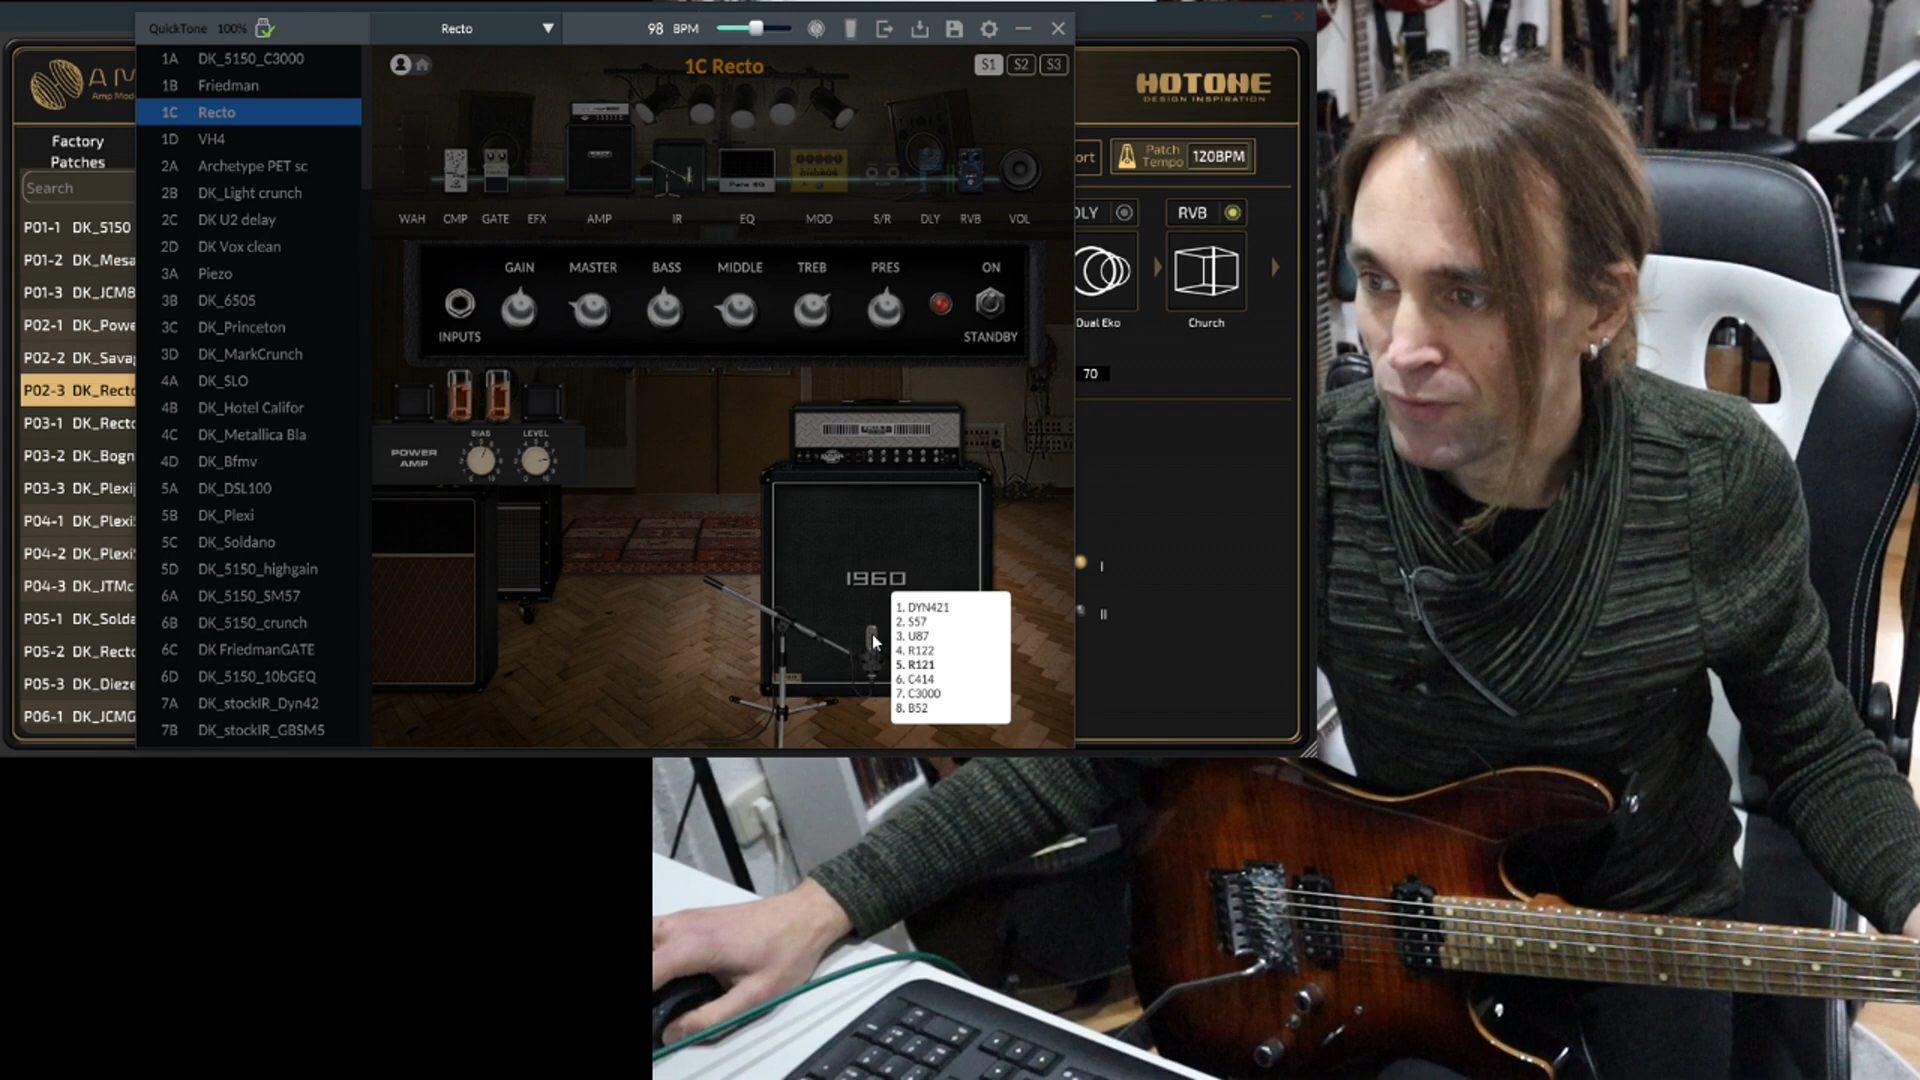 QuickTone 100%
Recto
98 BPM
1A DK_5150_C3000
1B Friedman
1C Recto
1D VH4
2A Archetype PET sc
2B DK_Light crunch
2C DK U2 delay
2D DK Vox clean
3A Piezo
3B DK_6505
3C DK_Princeton
3D DK_MarkCrunch
4A DK_SLO
4B DK_Hotel Califor
4C DK_Metallica Bla
4D DK_Bfmv
5A DK_DSL100
5B DK_Plexi
5C DK_Soldano
5D DK_5150_highgain
6A DK_5150_SM57
6B DK_5150_crunch
6C DK FriedmanGATE
6D DK_5150_10bGEQ
7A DK_stockIR_Dyn42
7B DK_stockIR_GBSM5
AM
Amp Mode
Factory
Patches
Search
P01-1 DK_5150
P01-2 DK_Mesa
P01-3 DK_JCM8
P02-1 DK_Powe
P02-2 DK_Sava
P02-3 DK_Recto
P03-1 DK_Recto
P03-2 DK_Bogn
P03-3 DK_Plexi
P04-1 DK_Plexi
P04-2 DK_Plexi
P04-3 DK_JTMc
P05-1 DK_Solda
P05-2 DK_Recto
P05-3 DK_Dieze
P06-1 DK_JCMG
1C Recto
S1 S2 S3
Para EQ
WAH CMP GATE EFX AMP IR EQ MOD S/R DLY RVB VOL
GAIN MASTER BASS MIDDLE TREB PRES ON
INPUTS
STANDBY
POWER
AMP
BIAS LEVEL
1960
1. DYN421
2. S57
3. U87
4. R122
5. R121
6. C414
7. C3000
8. B52
HOTONE
DESIGN INSPIRATION
ort
Patch
Tempo
120BPM
DLY
RVB
Dual Eko
Church
70
I
II